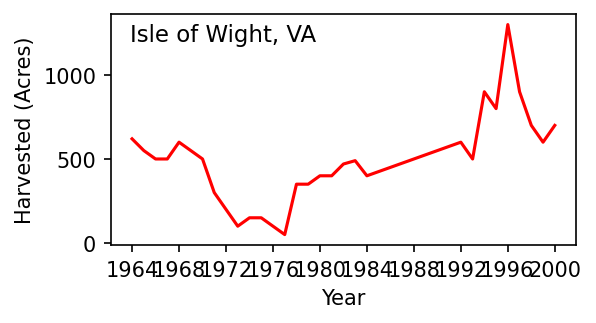 Isle of Wight, VA
Harvested (Acres)
1000
500
0
1964 1968 1972 1976 1980 1984 1988 1992 1996 2000
Year